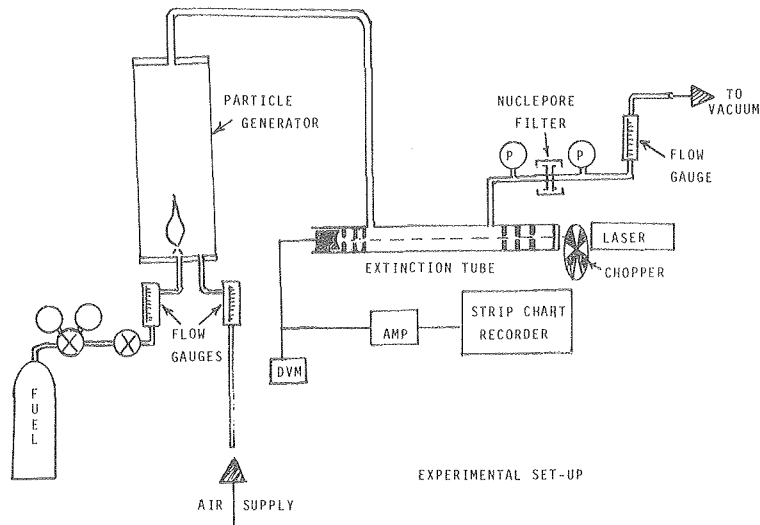 PARTICLE
GENERATOR
NUCLEPORE
FILTER
TO
VACUUM
P
P
FLOW
GAUGE
LASER
CHOPPER
EXTINCTION TUBE
FLOW
GAUGES
AMP
STRIP CHART
RECORDER
DVM
FUEL
EXPERIMENTAL SET-UP
AIR SUPPLY